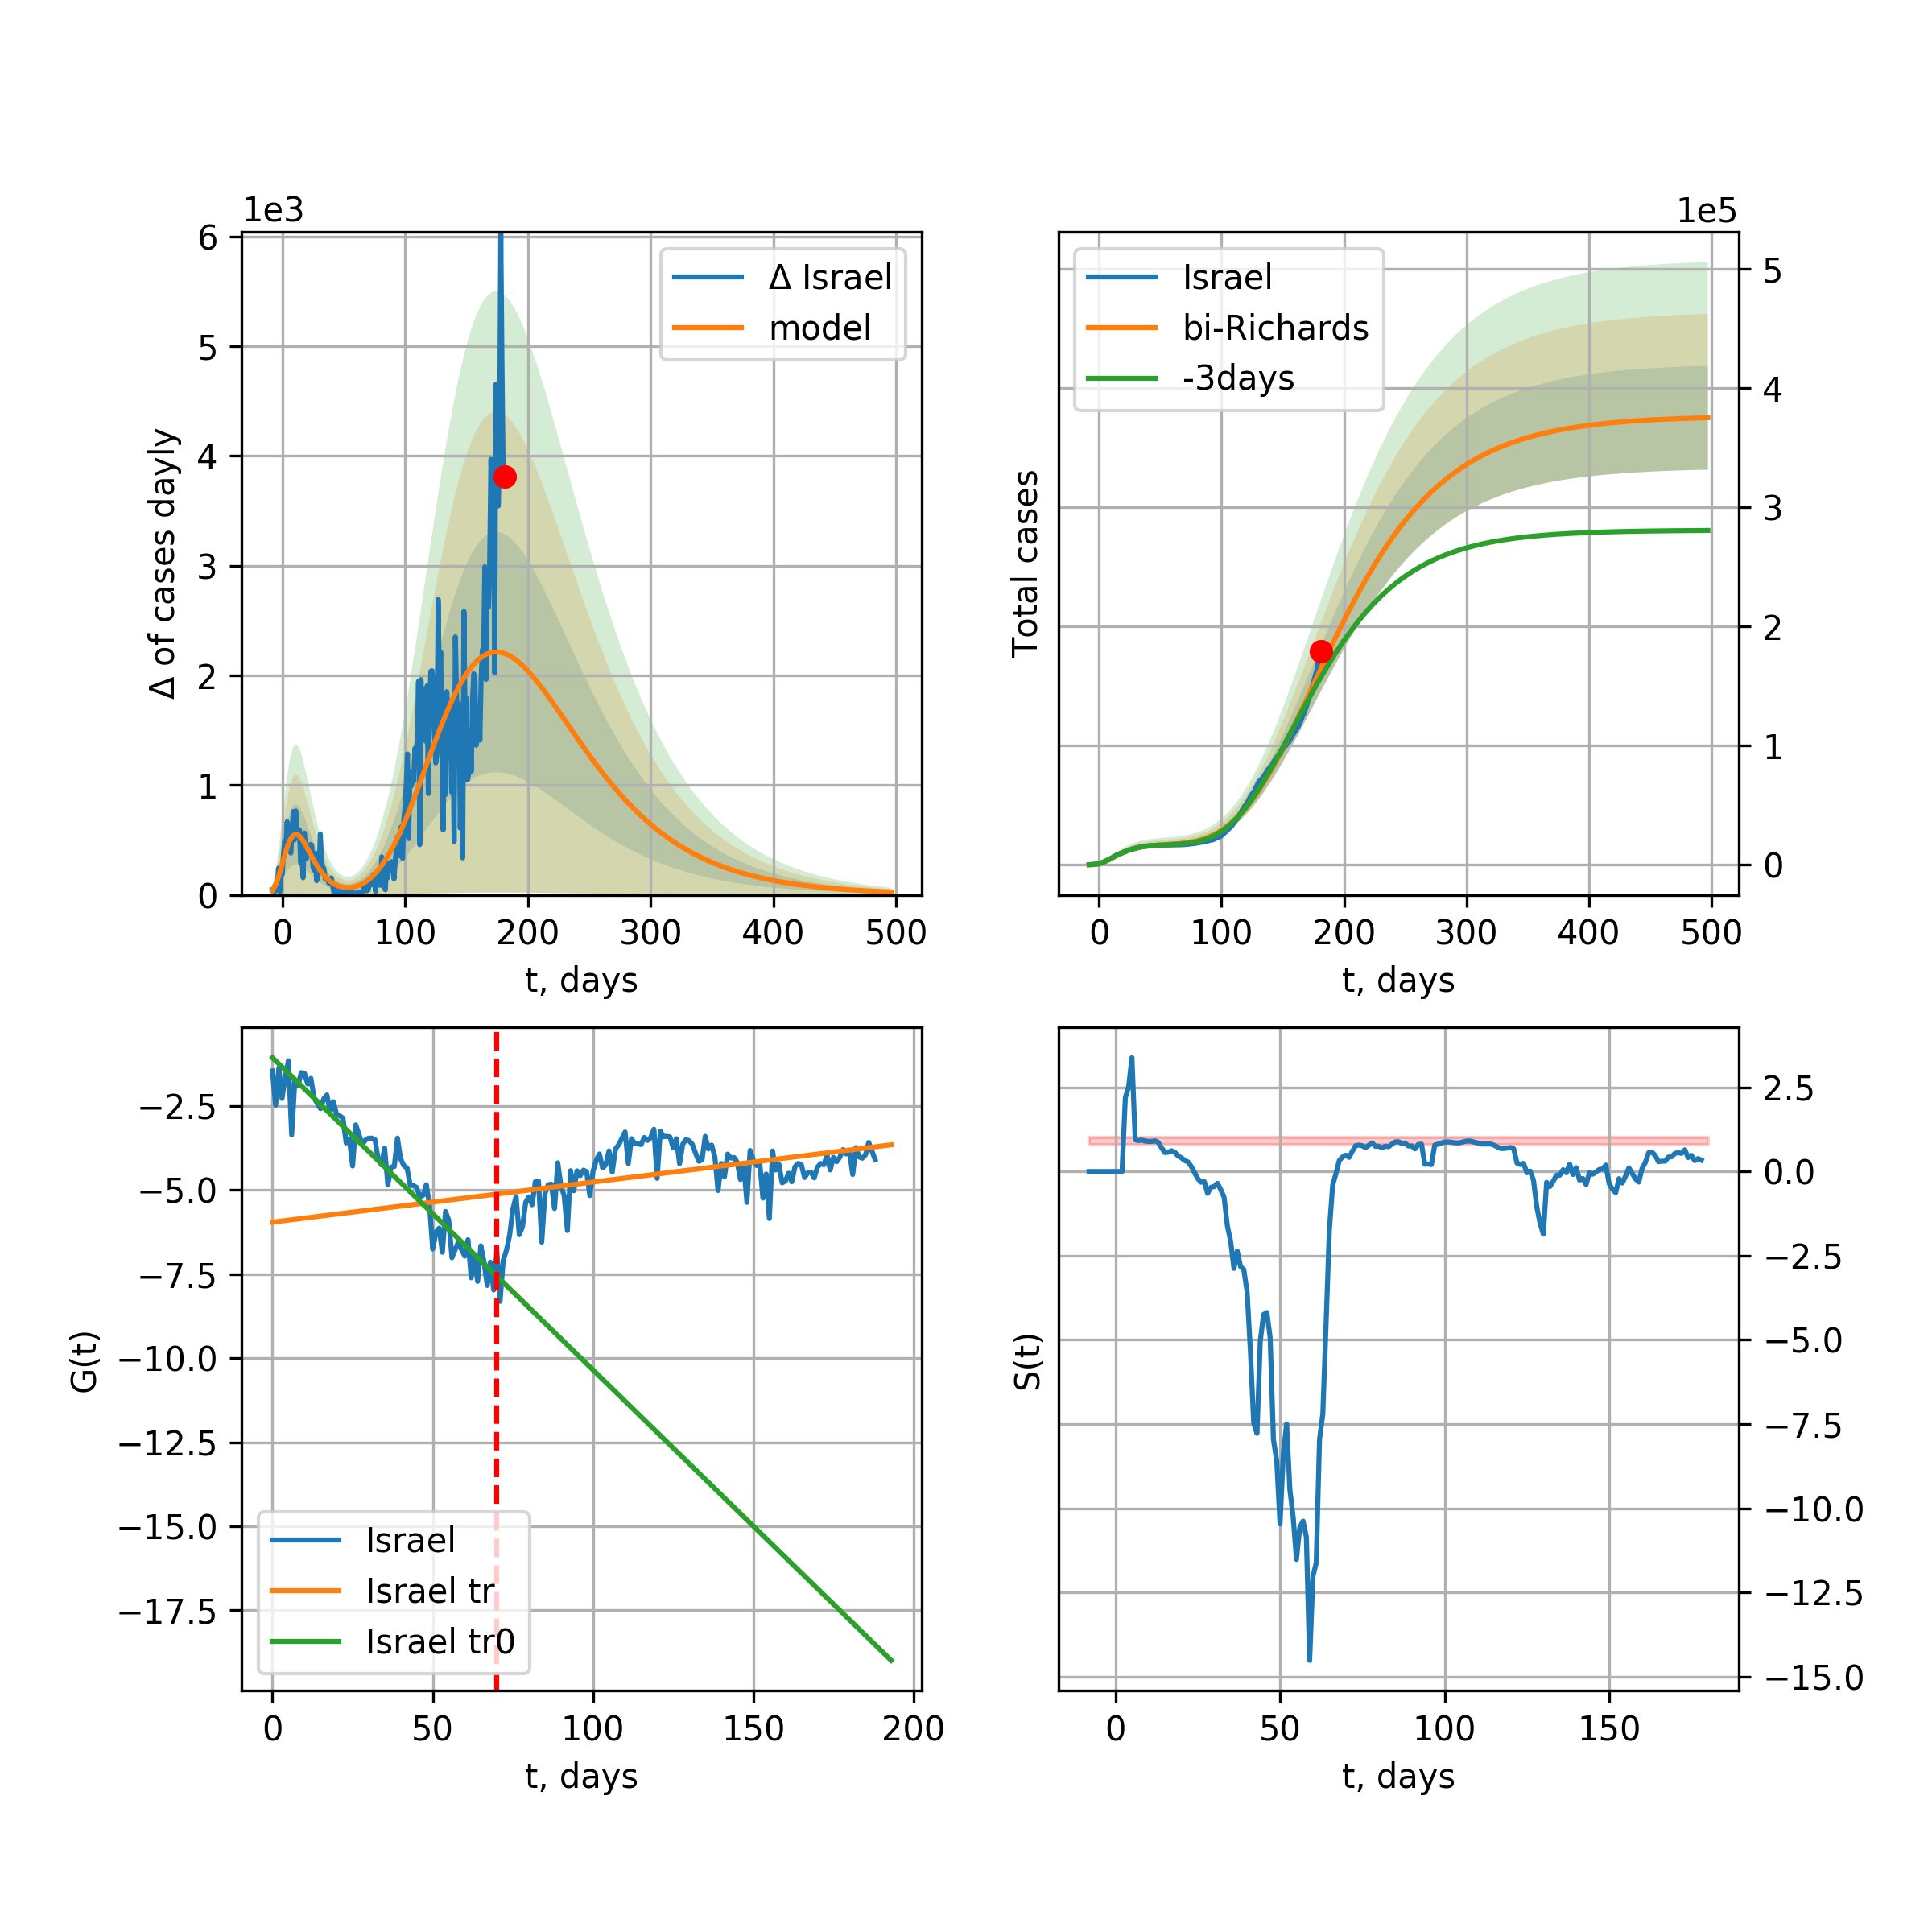 1e3
6
5
4
3
2
1
0
Δ of cases dayly
Δ Israel
model
0 100 200 300 400 500
t, days
1e5
Israel
bi-Richards
-3days
5
4
3
2
1
0
Total cases
0 100 200 300 400 500
t, days
−2.5
−5.0
−7.5
−10.0
−12.5
−15.0
−17.5
G(t)
Israel
Israel tr
Israel tr0
0 50 100 150 200
t, days
S(t)
2.5
0.0
−2.5
−5.0
−7.5
−10.0
−12.5
−15.0
0 50 100 150
t, days